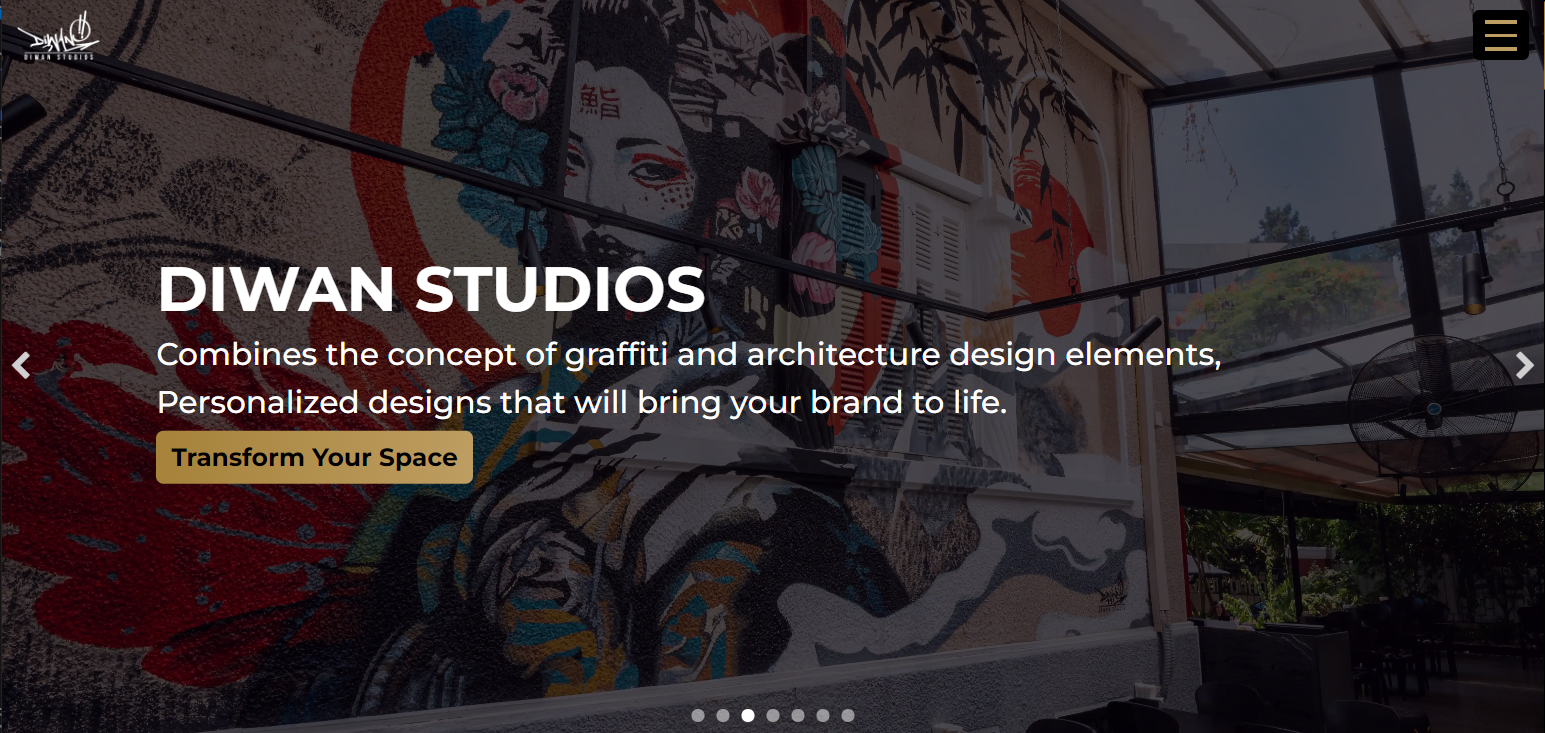 DIWAN
DIWAN STUDIOS
鮨
DIWAN STUDIOS
Combines the concept of graffiti and architecture design elements,
Personalized designs that will bring your brand to life.
Transform Your Space